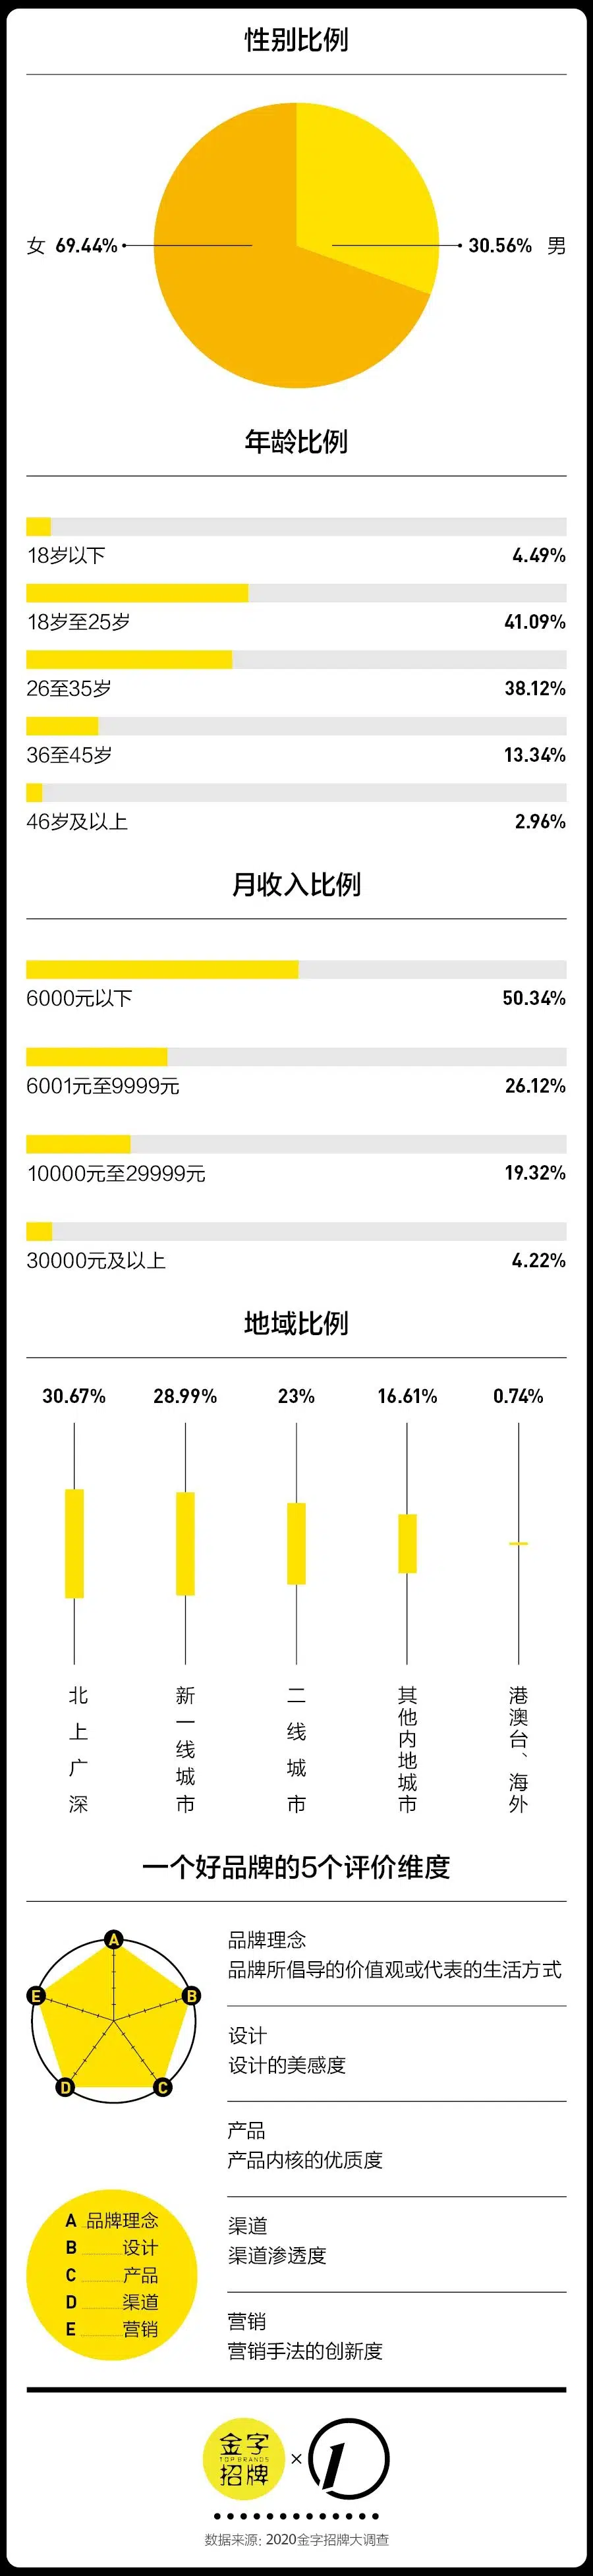 性别比例
女 69.44%
30.56% 男
年龄比例
18岁以下 4.49%
18岁至25岁 41.09%
26至35岁 38.12%
36至45岁 13.34%
46岁及以上 2.96%
月收入比例
6000元以下 50.34%
6001元至9999元 26.12%
10000元至29999元 19.32%
30000元及以上 4.22%
地域比例
30.67% 28.99% 23% 16.61% 0.74%
北上广深
新一线城市
二线城市
其他内地城市
港澳台、海外
一个好品牌的5个评价维度
A
B
C
D
E
品牌理念
品牌所倡导的价值观或代表的生活方式
设计
设计的美感度
产品
产品内核的优质度
渠道
渠道渗透度
营销
营销手法的创新度
A 品牌理念
B 设计
C 产品
D 渠道
E 营销
金字
TOP BRANDS
招牌
×
数据来源: 2020金字招牌大调查